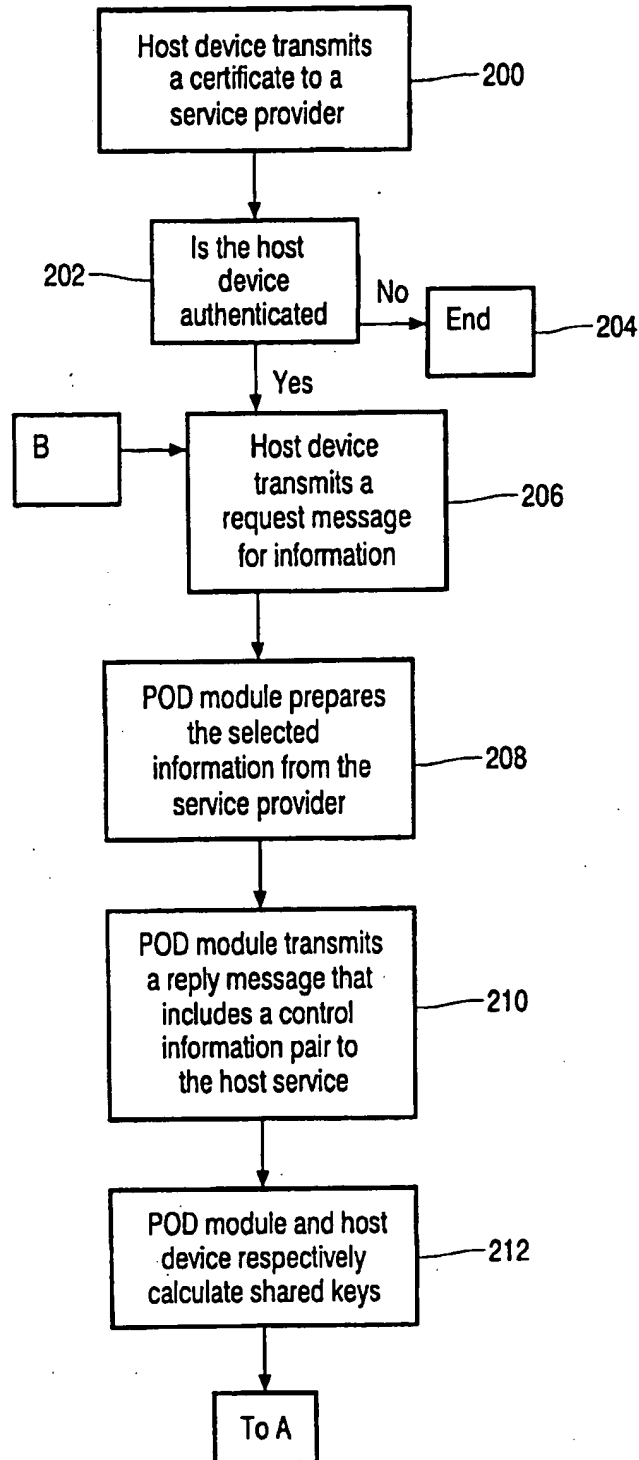 Host device transmits
a certificate to a
service provider
200
Is the host
device
authenticated
202
No
End
204
Yes
B
Host device
transmits a
request message
for information
206
POD module prepares
the selected
information from the
service provider
208
POD module transmits
a reply message that
includes a control
information pair to
the host service
210
POD module and host
device respectively
calculate shared keys
212
To A